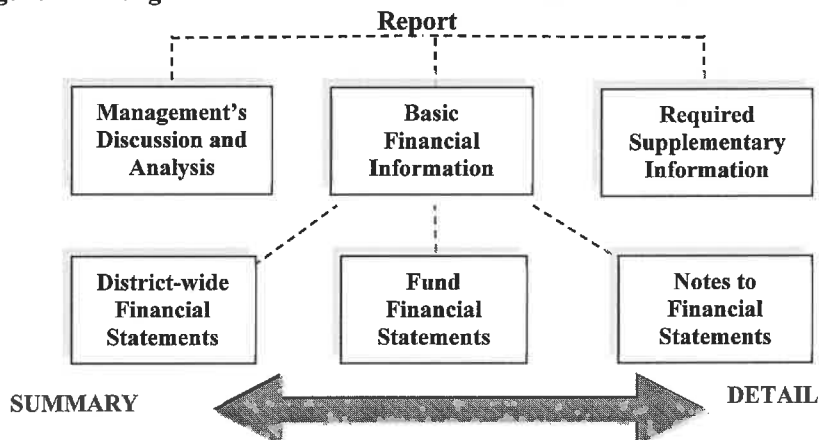 Report
Management's
Discussion and
Analysis
Basic
Financial
Information
Required
Supplementary
Information
District-wide
Financial
Statements
Fund
Financial
Statements
Notes to
Financial
Statements
SUMMARY
DETAIL